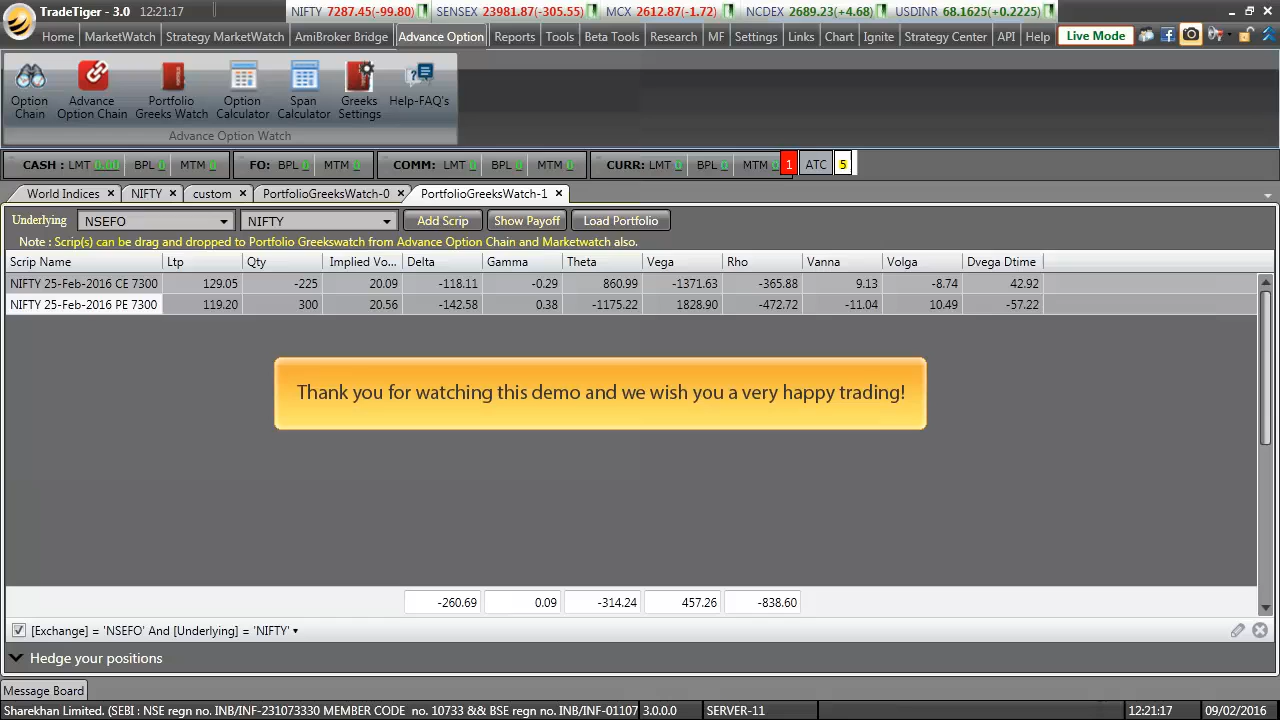 TradeTiger - 3.0 12:21:17 NIFTY 7287.45(-99.80) SENSEX 23981.87(-305.55) MCX 2612.87(-1.72) NCDEX 2689.23(+4.68) USDINR 68.1625(+0.2225)
Home MarketWatch Strategy MarketWatch AmiBroker Bridge Advance Option Reports Tools Beta Tools Research MF Settings Links Chart Ignite Strategy Center API Help Live Mode
Option Chain Advance Option Chain Portfolio Greeks Watch Option Calculator Span Calculator Greeks Settings Help-FAQ's
Advance Option Watch
CASH : LMT 0.00 BPL 0 MTM 0 FO: BPL 0 MTM 0 COMM: LMT 0 BPL 0 MTM 0 CURR: LMT 0 BPL 0 MTM 0 1 ATC 5
World Indices NIFTY custom PortfolioGreeksWatch-0 PortfolioGreeksWatch-1
Underlying NSEFO NIFTY Add Scrip Show Payoff Load Portfolio
Note : Scrip(s) can be drag and dropped to Portfolio Greekswatch from Advance Option Chain and Marketwatch also.
Scrip Name Ltp Qty Implied Vo... Delta Gamma Theta Vega Rho Vanna Volga Dvega Dtime
NIFTY 25-Feb-2016 CE 7300 129.05 -225 20.09 -118.11 -0.29 860.99 -1371.63 -365.88 9.13 -8.74 42.92
NIFTY 25-Feb-2016 PE 7300 119.20 300 20.56 -142.58 0.38 -1175.22 1828.90 -472.72 -11.04 10.49 -57.22
Thank you for watching this demo and we wish you a very happy trading!
-260.69 0.09 -314.24 457.26 -838.60
[Exchange] = 'NSEFO' And [Underlying] = 'NIFTY'
Hedge your positions
Message Board
Sharekhan Limited. (SEBI : NSE regn no. INB/INF-231073330 MEMBER CODE no. 10733 && BSE regn no. INB/INF-01107 3.0.0.0 SERVER-11 12:21:17 09/02/2016